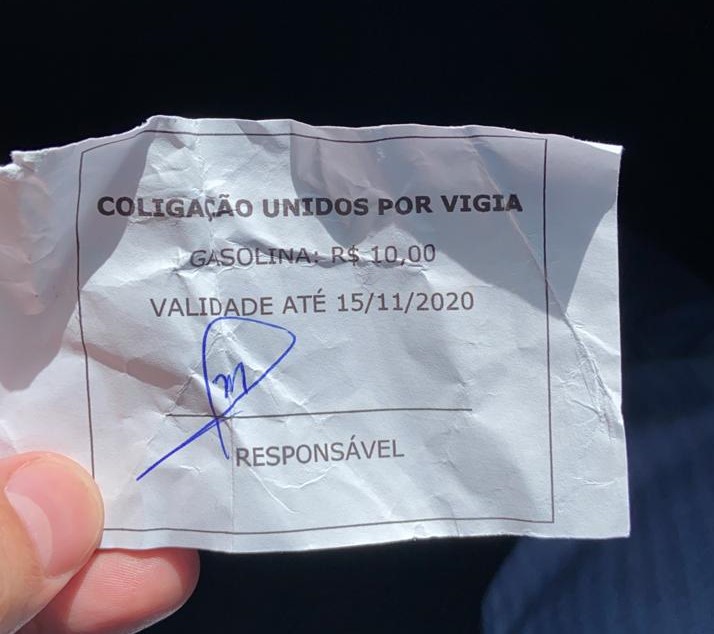 COLIGAÇÃO UNIDOS POR VIGIA
GASOLINA: R$ 10,00
VALIDADE ATÉ 15/11/2020
RESPONSÁVEL